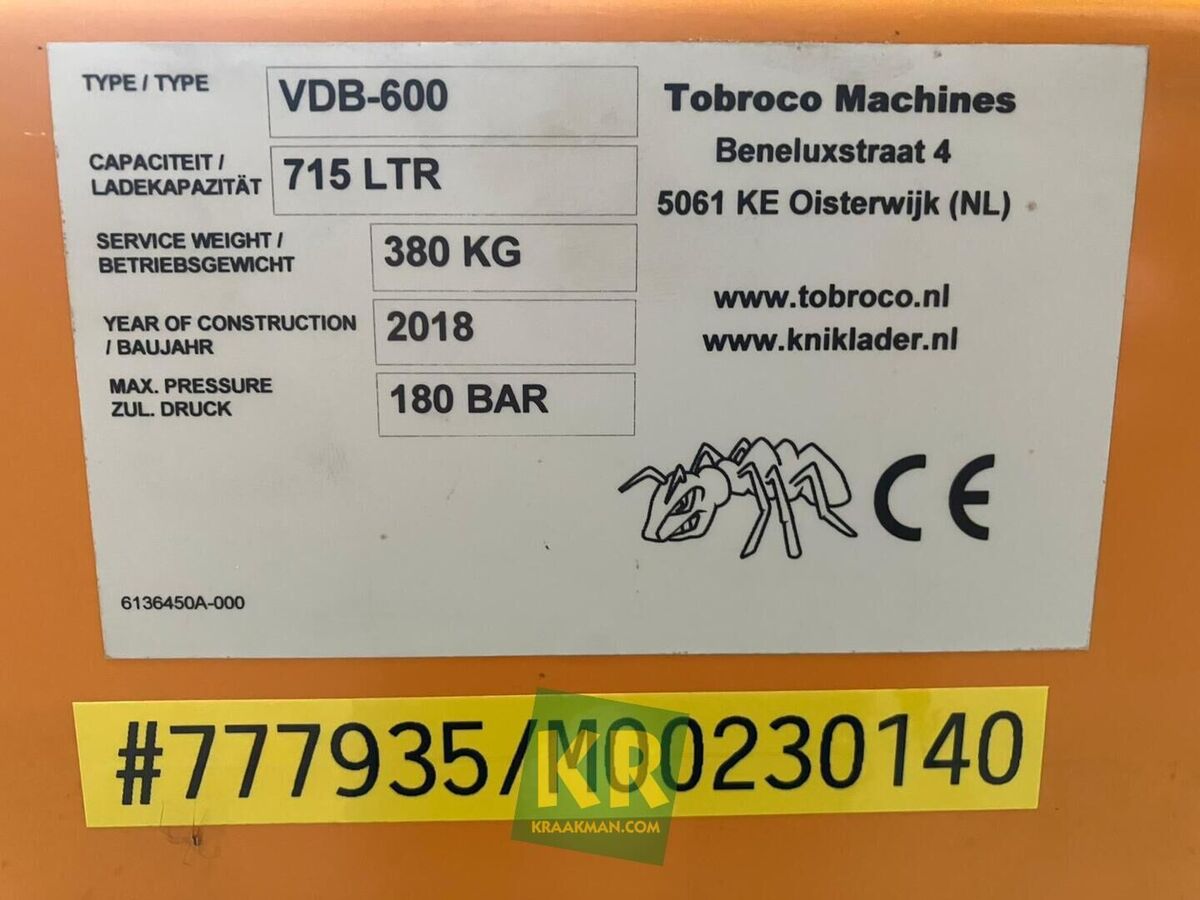 TYPE / TYPE
VDB-600
CAPACITEIT /
LADEKAPAZITÄT
715 LTR
SERVICE WEIGHT /
BETRIEBSGEWICHT
380 KG
YEAR OF CONSTRUCTION
/ BAUJAHR
2018
MAX. PRESSURE
ZUL. DRUCK
180 BAR
Tobroco Machines
Beneluxstraat 4
5061 KE Oisterwijk (NL)
www.tobroco.nl
www.kniklader.nl
CE
6136450A-000
#777935/M00230140
KR
KRAAKMAN.COM